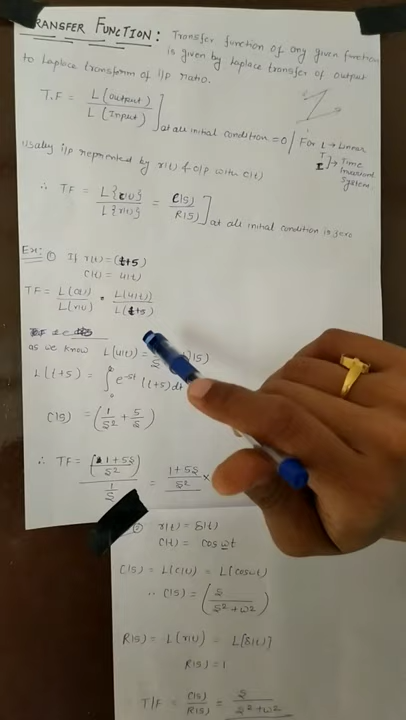 TRANSFER FUNCTION: Transfer function of any given function
is given by Laplace transfer of output
to Laplace transform of i/p ratio.
T.F = L(output) / L(Input) ] at all initial condition = 0 / For L → Linear
T I } → Time Invariant System
Usually i/p represented by r(t) & o/p with c(t)
∴ TF = L{c(t)} / L{r(t)} = C(s) / R(s) ] at all initial condition is zero
Ex: ① If r(t) = (t+5)
c(t) = u(t)
TF = L(c(t)) / L(r(t)) = L(u(t)) / L(t+5)
as we know L(u(t)) =
L(t+5) = ∫ e^-st (t+5) dt
C(s) = (1/s² + 5/s)
∴ TF = (1+5s / s²) / (1/s) = 1+5s / s² ×
② r(t) = δ(t)
c(t) = cos ωt
C(s) = L(c(t)) = L[cosωt]
∴ C(s) = (s / s²+ω²)
R(s) = L(r(t)) = L[δ(t)]
R(s) = 1
T/F = C(s) / R(s) = s / s²+ω²